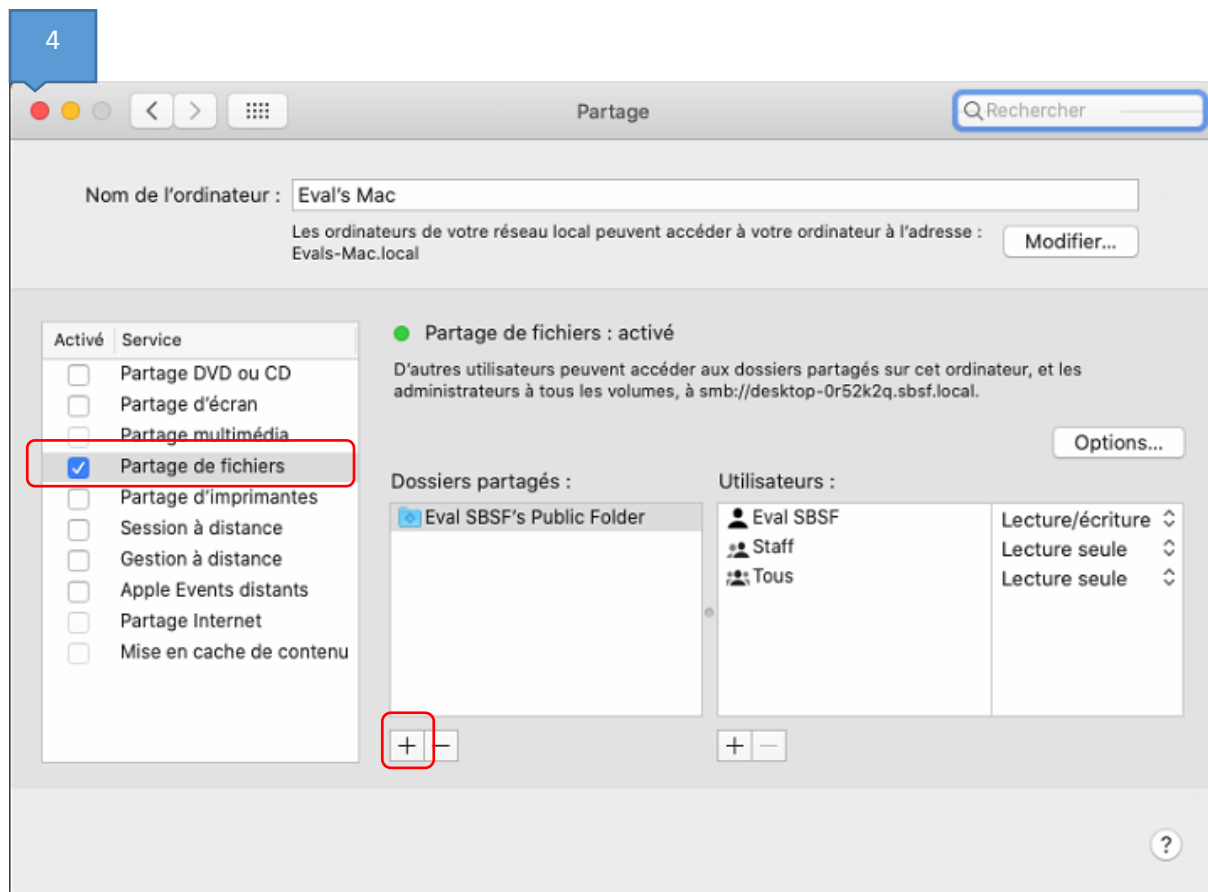 4
Partage
Rechercher
Nom de l'ordinateur : Eval's Mac
Les ordinateurs de votre réseau local peuvent accéder à votre ordinateur à l'adresse :
Evals-Mac.local
Modifier...
Activé Service
Partage DVD ou CD
Partage d'écran
Partage multimédia
Partage de fichiers
Partage d'imprimantes
Session à distance
Gestion à distance
Apple Events distants
Partage Internet
Mise en cache de contenu
Partage de fichiers : activé
D'autres utilisateurs peuvent accéder aux dossiers partagés sur cet ordinateur, et les
administrateurs à tous les volumes, à smb://desktop-0r52k2q.sbsf.local.
Options...
Dossiers partagés :
Eval SBSF's Public Folder
+ −
Utilisateurs :
Eval SBSF Lecture/écriture
Staff Lecture seule
Tous Lecture seule
+ −
?